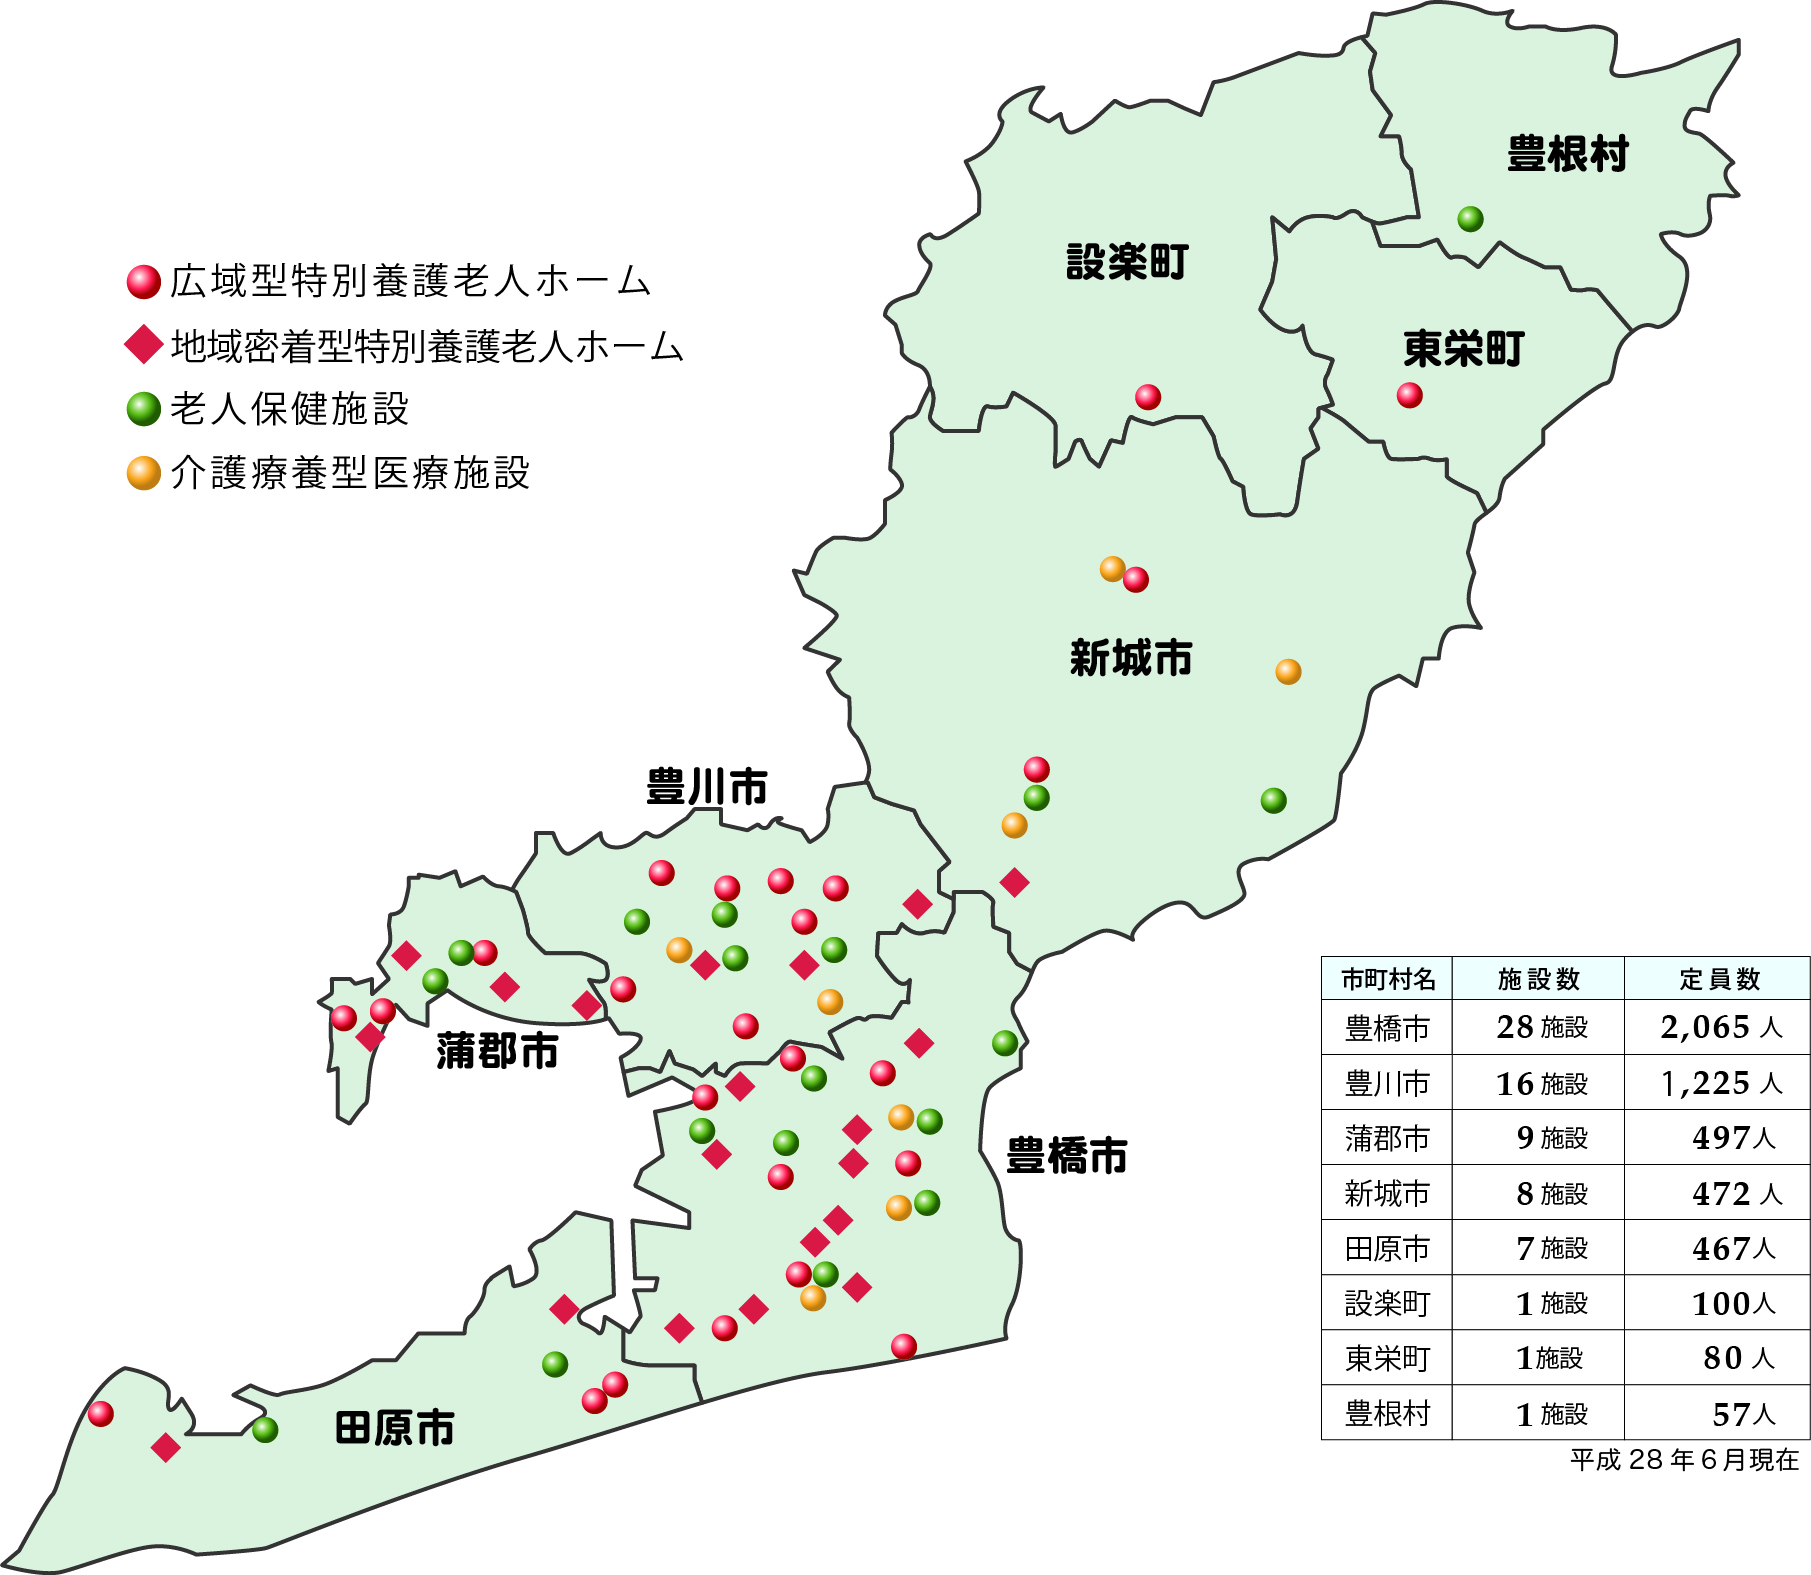 豊根村
設楽町
東栄町
広域型特別養護老人ホーム
地域密着型特別養護老人ホーム
老人保健施設
介護療養型医療施設
新城市
豊川市
蒲郡市
豊橋市
田原市
市町村名 施設数 定員数
豊橋市 28 施設 2,065 人
豊川市 16 施設 1,225 人
蒲郡市 9 施設 497人
新城市 8 施設 472 人
田原市 7 施設 467人
設楽町 1 施設 100人
東栄町 1施設 80 人
豊根村 1 施設 57人
平成 28 年 6 月現在